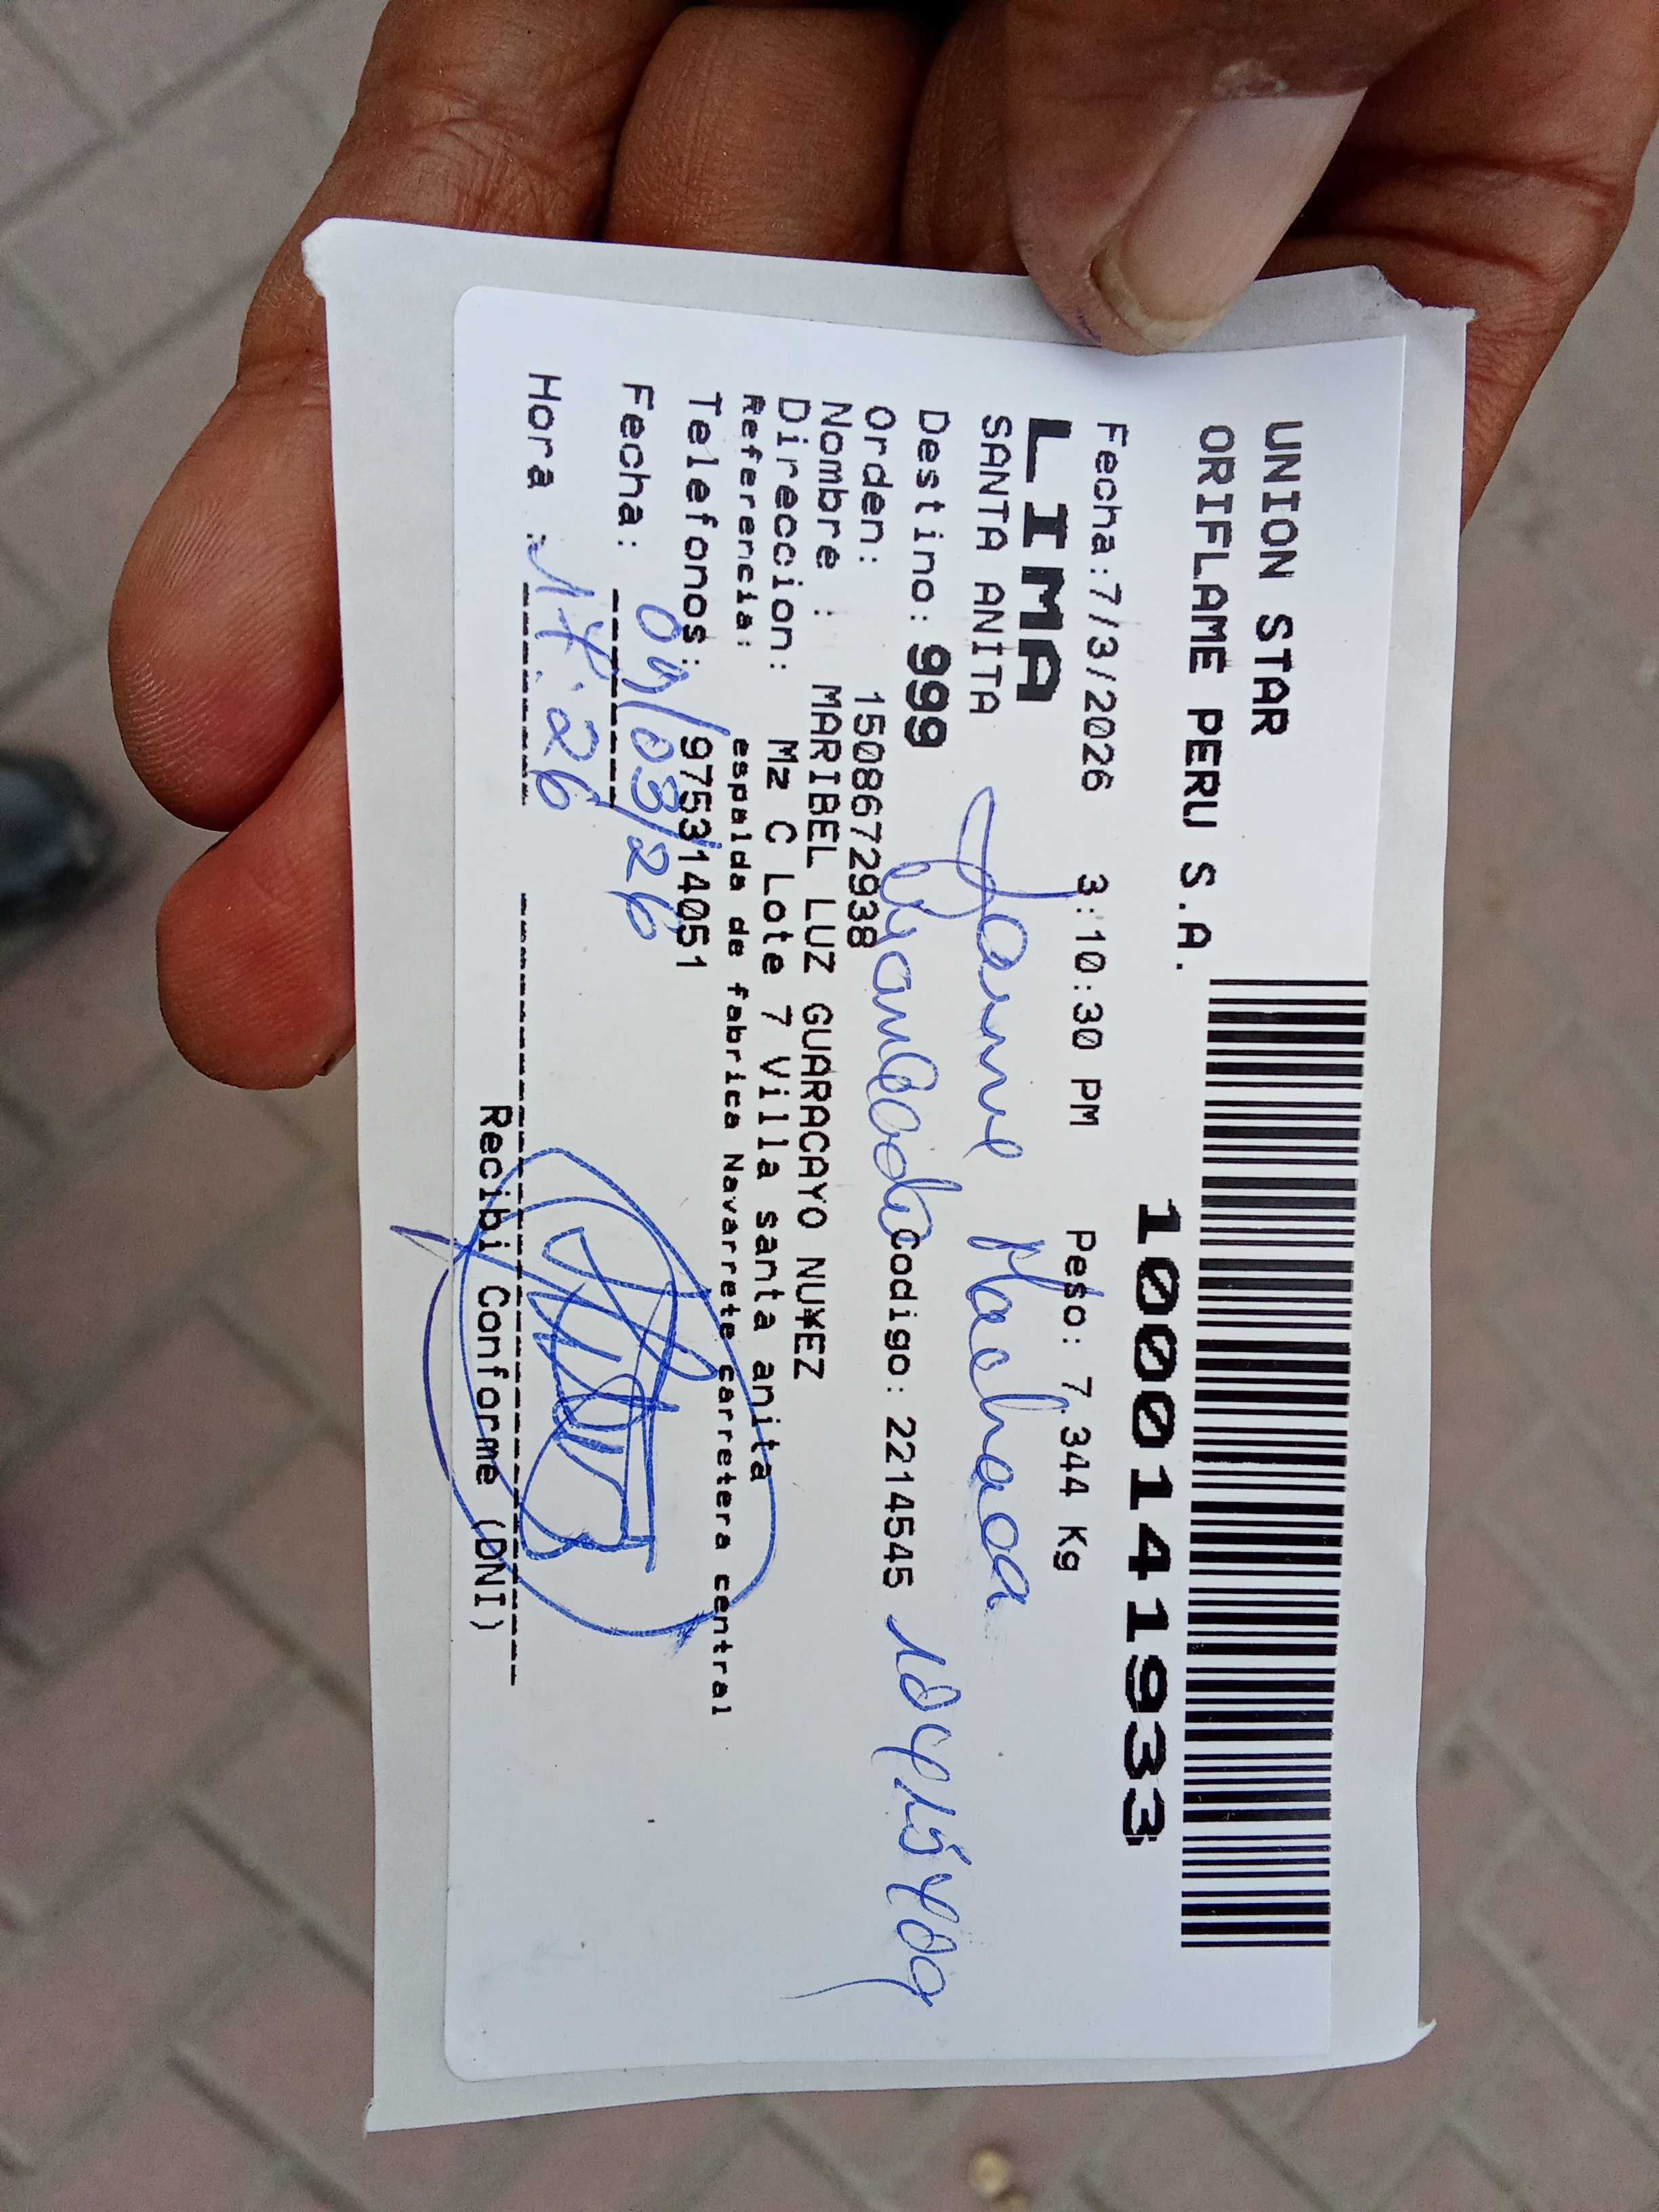 UNION STAR
ORIFLAME PERU S.A.
1000141933
Fecha:7/3/2026 3:10:30 PM Peso: 7.344 Kg
LIMA
SANTA ANITA
Jaime Machaca
Destino: 999
Orden: 1508672938 Codigo: 2214545
Nombre : MARIBEL LUZ GUARACAYO NU¥EZ
Direccion: Mz C Lote 7 Villa santa anita
Referencia: espalda de fabrica Navarrete carretera central
Telefonos: 975314051
Fecha: 07/03/26
Hora : 17:26
Recibi Conforme (DNI)